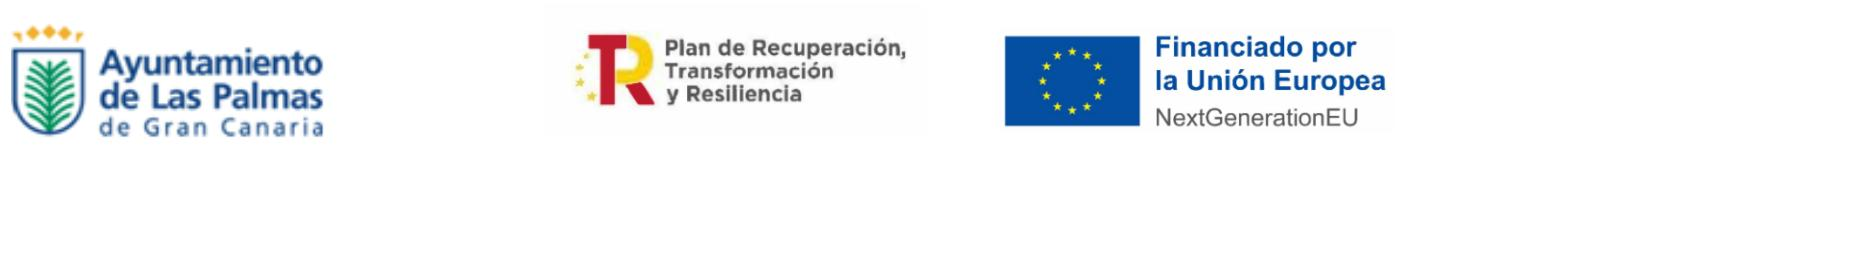 Ayuntamiento
de Las Palmas
de Gran Canaria
Plan de Recuperación,
Transformación
y Resiliencia
Financiado por
la Unión Europea
NextGenerationEU